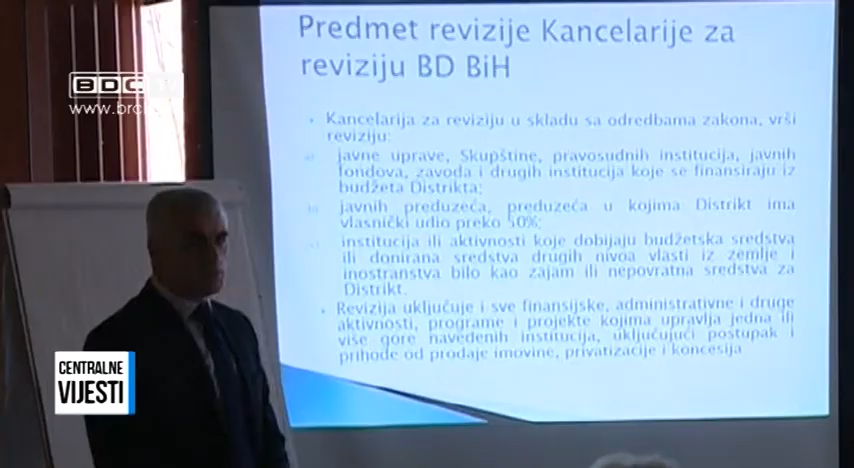 Predmet revizije Kancelarije za
reviziju BD BiH
BDC
www.brc
Kancelarija za reviziju u skladu sa odredbama zakona, vrši
reviziju:
javne uprave, Skupštine, pravosudnih institucija, javnih
fondova, zavoda i drugih institucija koje se finansiraju iz
budžeta Distrikta;
javnih preduzeća, preduzeća u kojima Distrikt ima
vlasnički udio preko 50%;
institucija ili aktivnosti koje dobijaju budžetska sredstva
ili donirana sredstva drugih nivoa vlasti iz zemlje i
inostranstva bilo kao zajam ili nepovratna sredstva za
Distrikt.
Revizija uključuje i sve finansijske, administrativne i druge
aktivnosti, programe i projekte kojima upravlja jedna ili
više gore navedenih institucija, uključujući postupak i
prihode od prodaje imovine, privatizacije i koncesija
CENTRALNE
VIJESTI